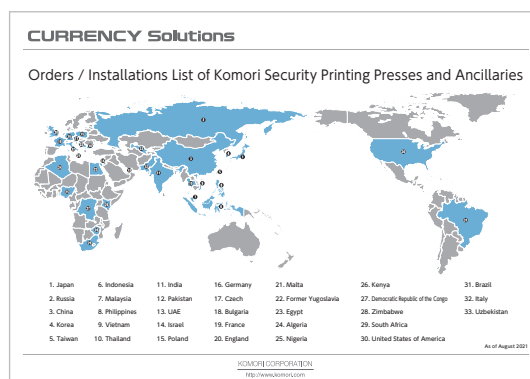 CURRENCY Solutions
Orders / Installations List of Komori Security Printing Presses and Ancillaries
1. Japan
2. Russia
3. China
4. Korea
5. Taiwan
6. Indonesia
7. Malaysia
8. Philippines
9. Vietnam
10. Thailand
11. India
12. Pakistan
13. UAE
14. Israel
15. Poland
16. Germany
17. Czech
18. Bulgaria
19. France
20. England
21. Malta
22. Former Yugoslavia
23. Egypt
24. Algeria
25. Nigeria
26. Kenya
27. Democratic Republic of the Congo
28. Zimbabwe
29. South Africa
30. United States of America
31. Brazil
32. Italy
33. Uzbekistan
As of August 2021
KOMORI CORPORATION
http://www.komori.com